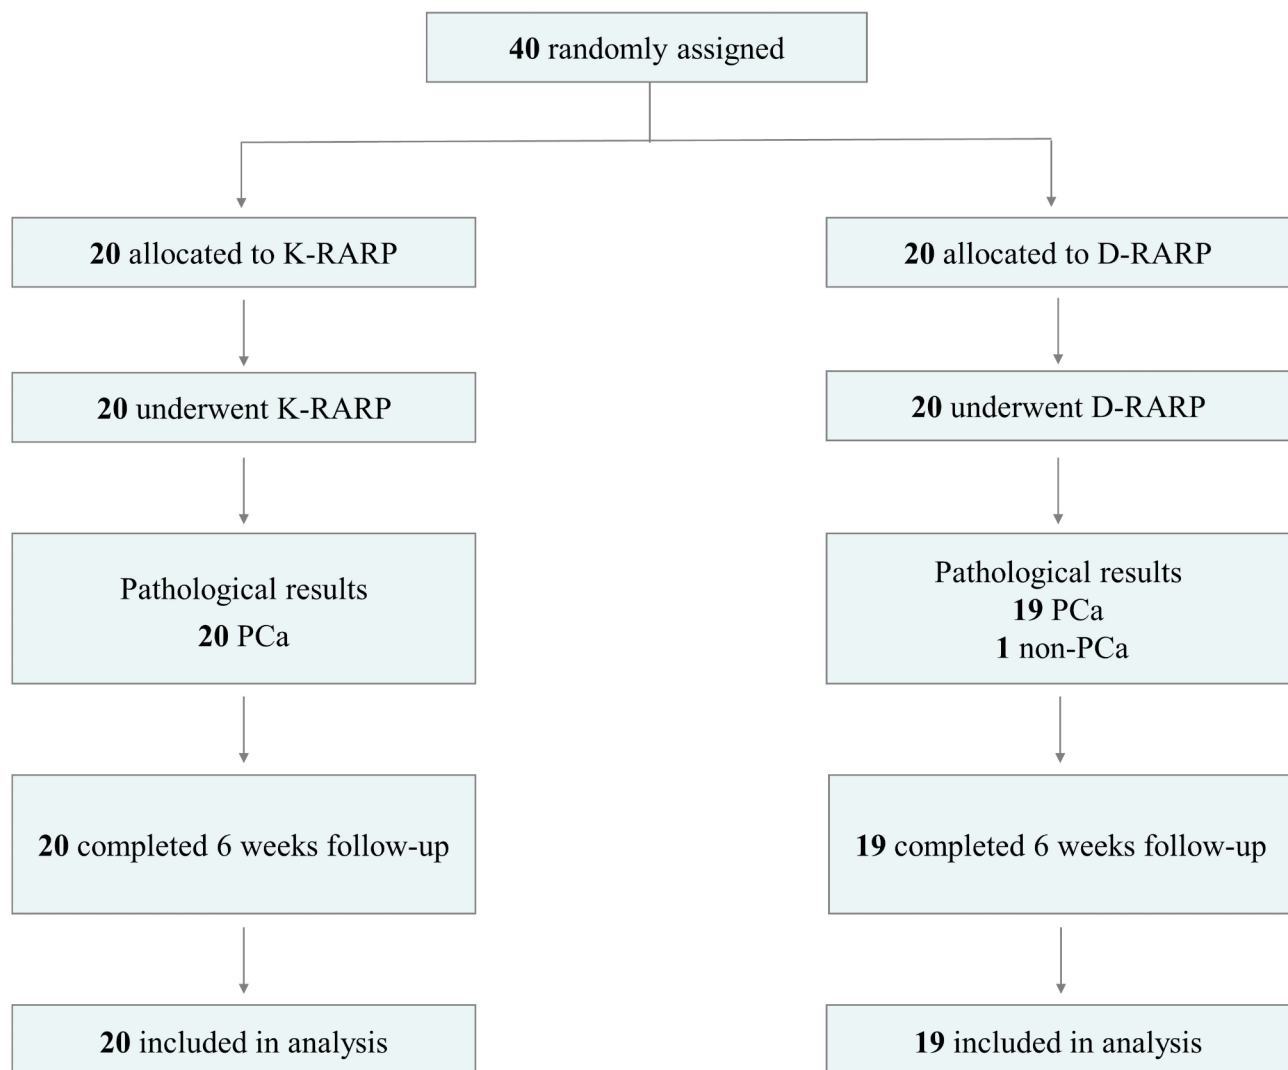 40 randomly assigned
20 allocated to K-RARP
20 allocated to D-RARP
20 underwent K-RARP
20 underwent D-RARP
Pathological results
20 PCa
Pathological results
19 PCa
1 non-PCa
20 completed 6 weeks follow-up
19 completed 6 weeks follow-up
20 included in analysis
19 included in analysis